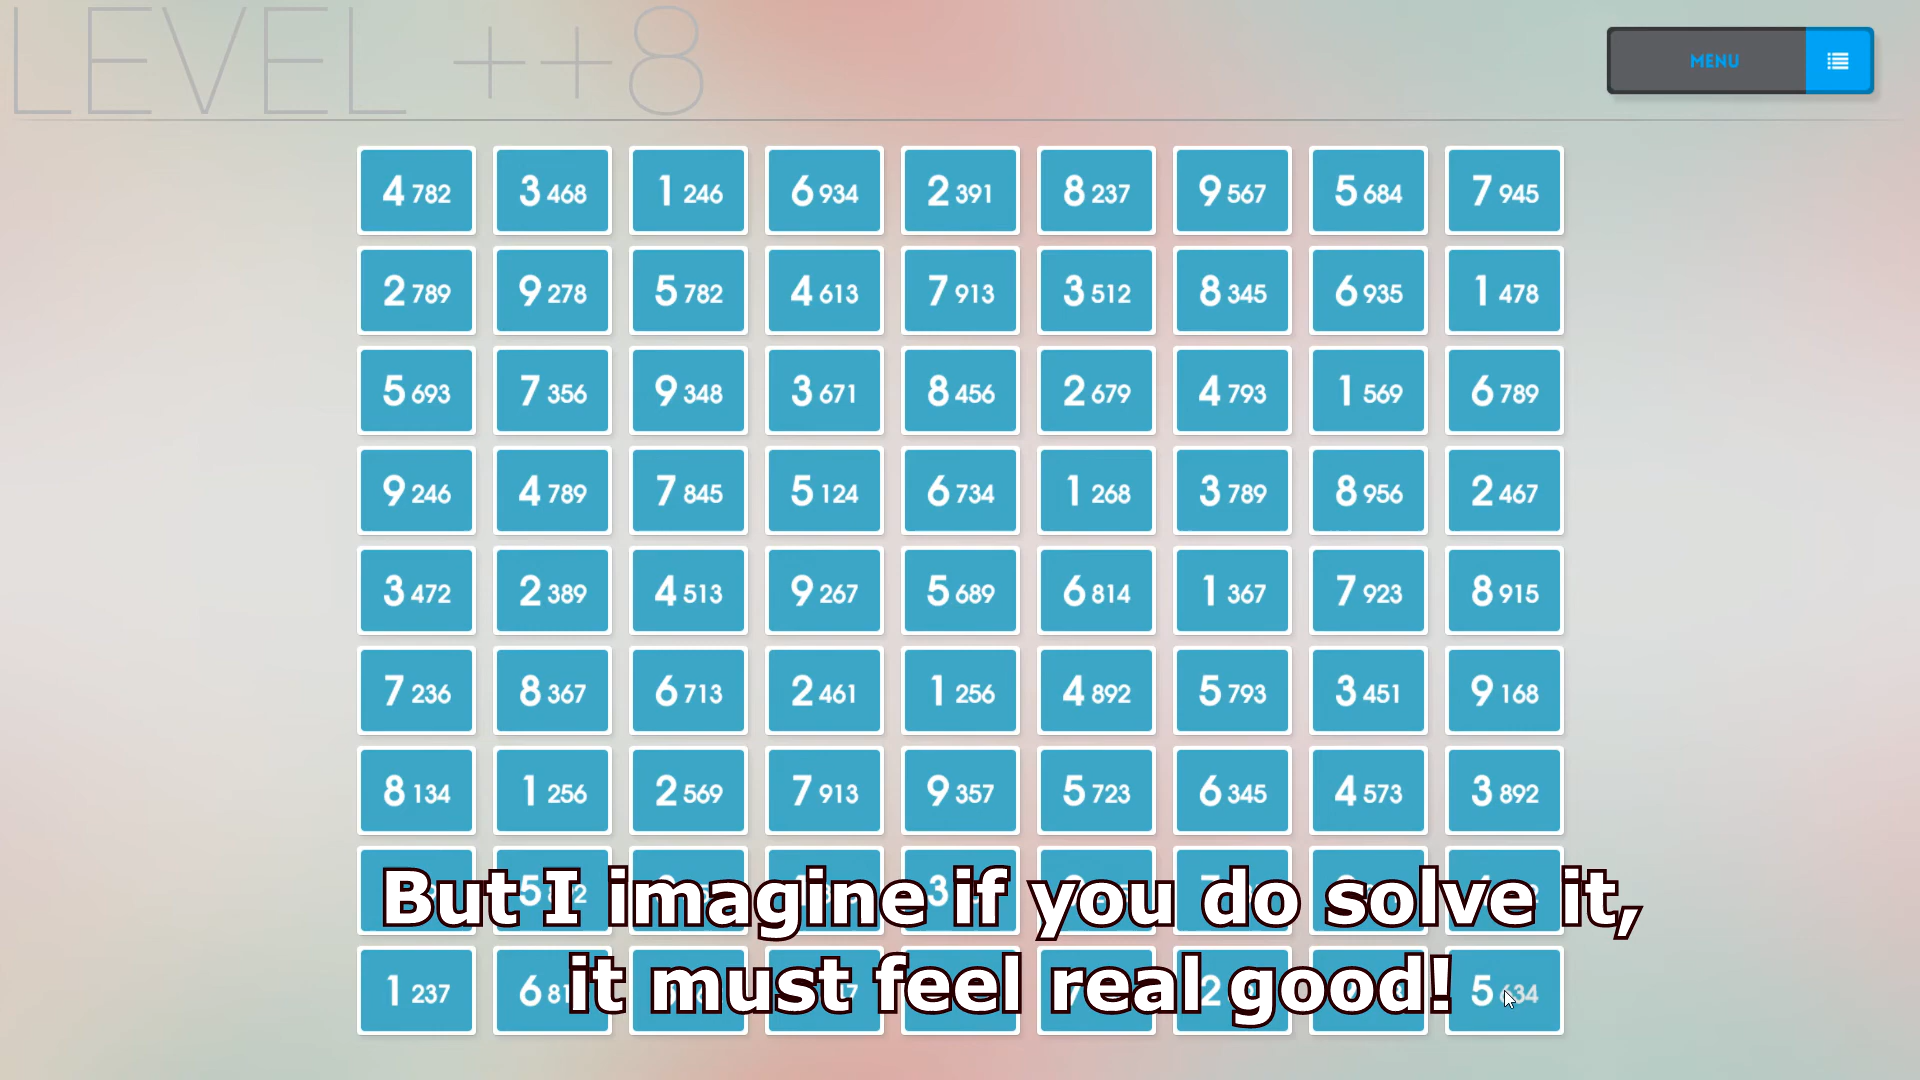 LEVEL ++8
MENU
4 782 3 468 1 246 6 934 2 391 8 237 9 567 5 684 7 945
2 789 9 278 5 782 4 613 7 913 3 512 8 345 6 935 1 478
5 693 7 356 9 348 3 671 8 456 2 679 4 793 1 569 6 789
9 246 4 789 7 845 5 124 6 734 1 268 3 789 8 956 2 467
3 472 2 389 4 513 9 267 5 689 6 814 1 367 7 923 8 915
7 236 8 367 6 713 2 461 1 256 4 892 5 793 3 451 9 168
8 134 1 256 2 569 7 913 9 357 5 723 6 345 4 573 3 892
5 3
But I imagine if you do solve it,
1 237 6 2 5
it must feel real good!